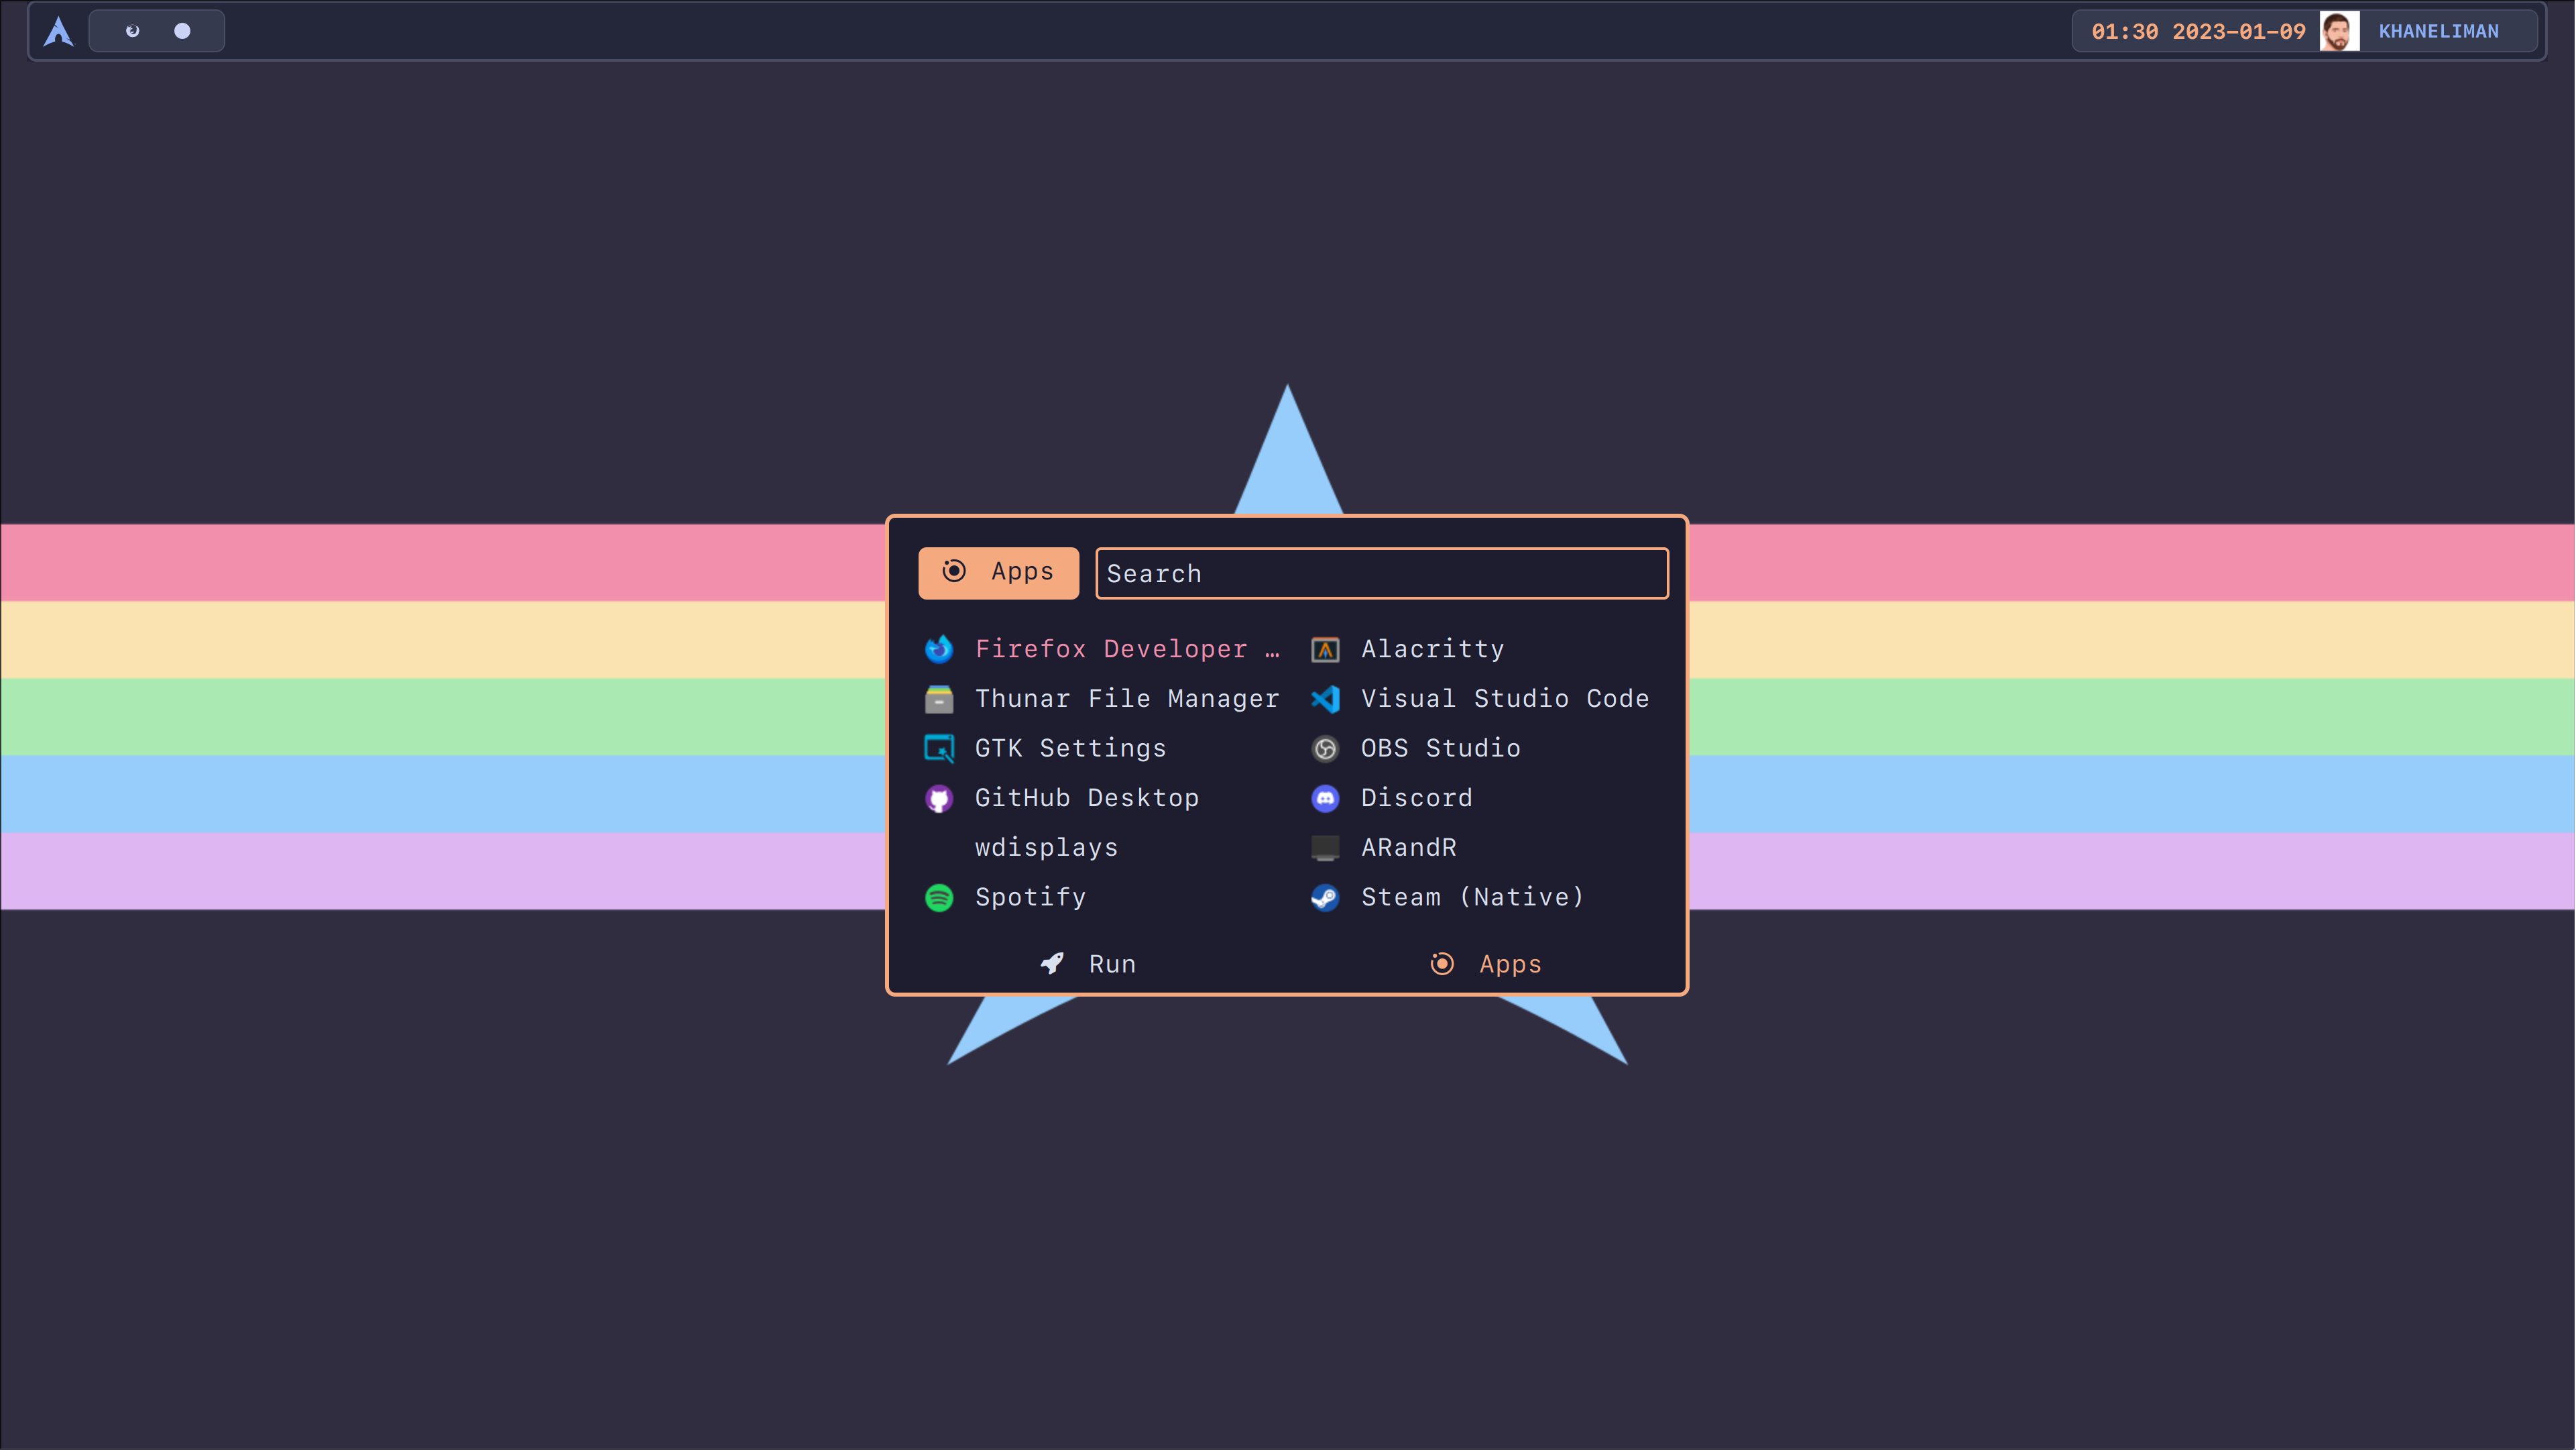 01:30 2023-01-09 KHANELIMAN
Apps Search
Firefox Developer … Alacritty
Thunar File Manager Visual Studio Code
GTK Settings OBS Studio
GitHub Desktop Discord
wdisplays ARandR
Spotify Steam (Native)
Run Apps